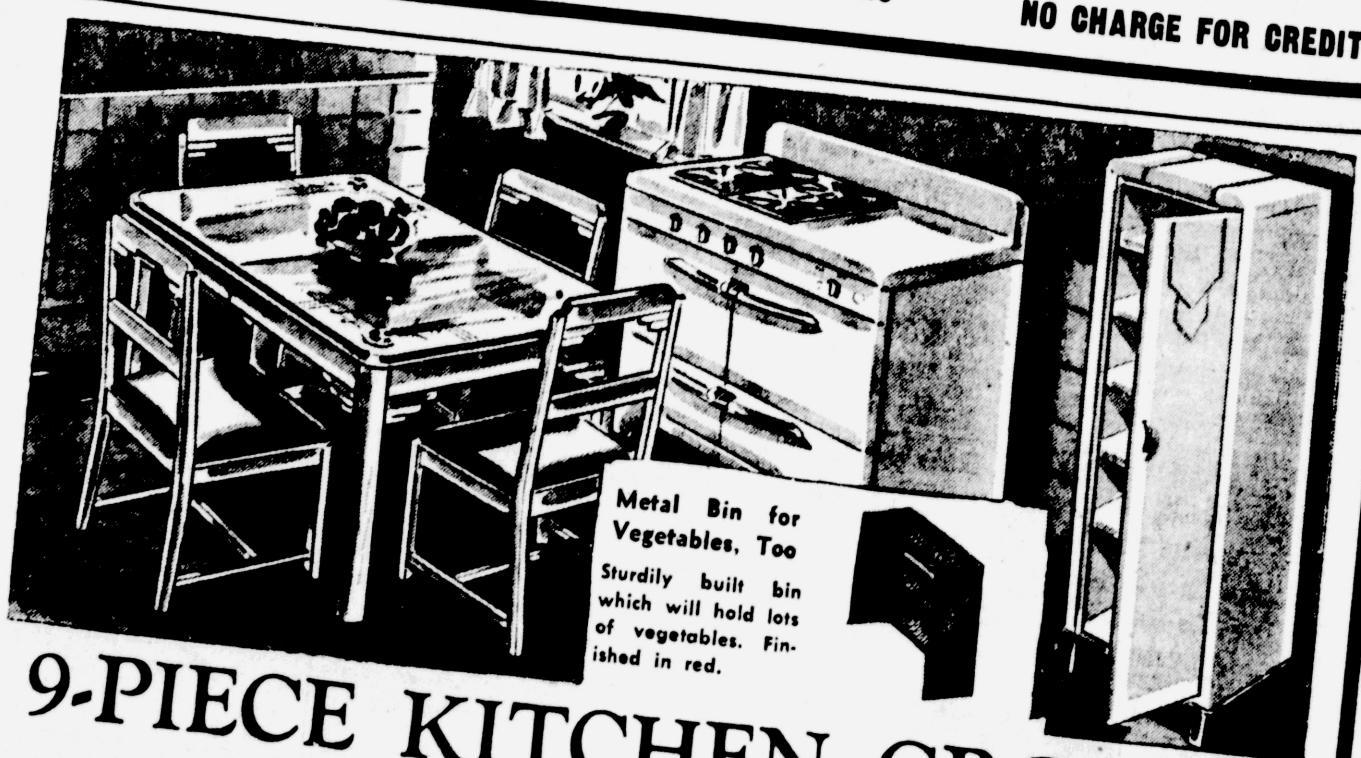 NO CHARGE FOR CREDIT
Metal Bin for
Vegetables, Too
Sturdily built bin
which will hold lots
of vegetables. Fin-
ished in red.
9-PIECE KITCHEN